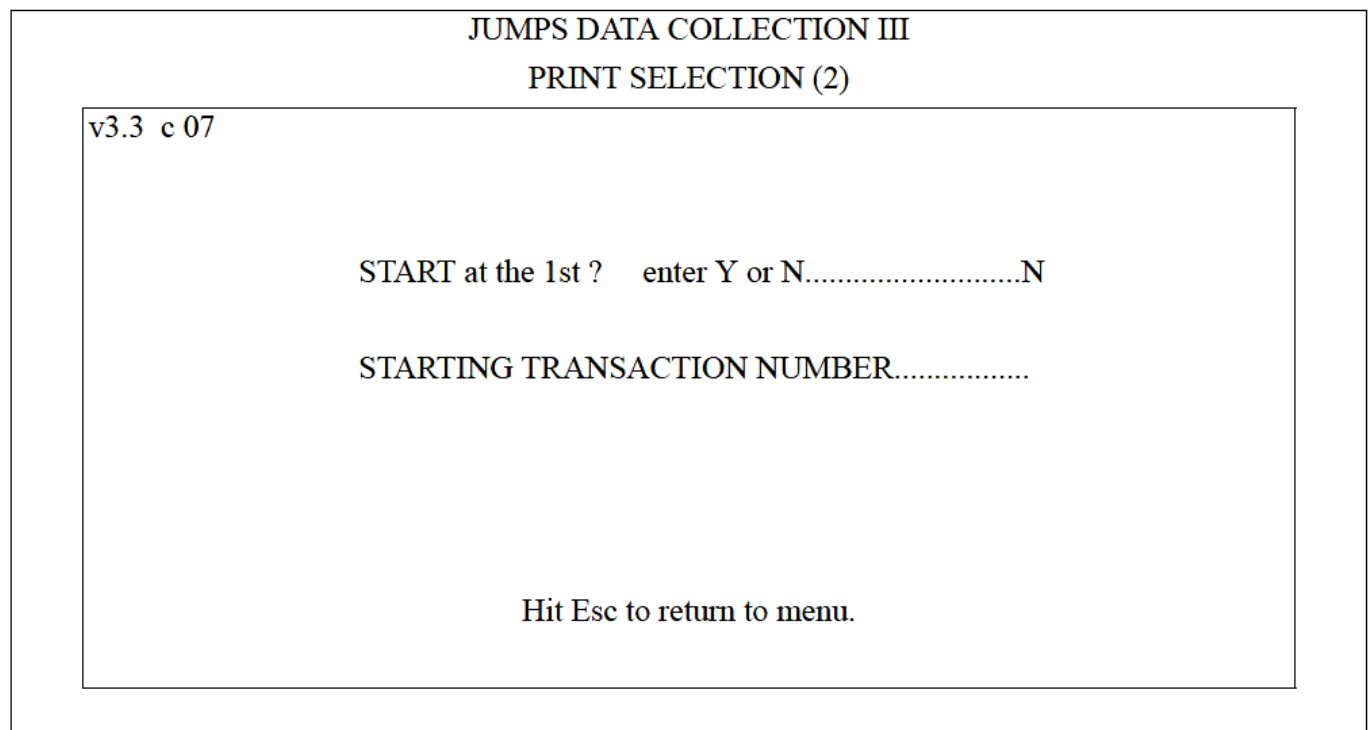 JUMPS DATA COLLECTION III
PRINT SELECTION (2)
v3.3 c 07
START at the 1st ? enter Y or N...........................N
STARTING TRANSACTION NUMBER.................
Hit Esc to return to menu.